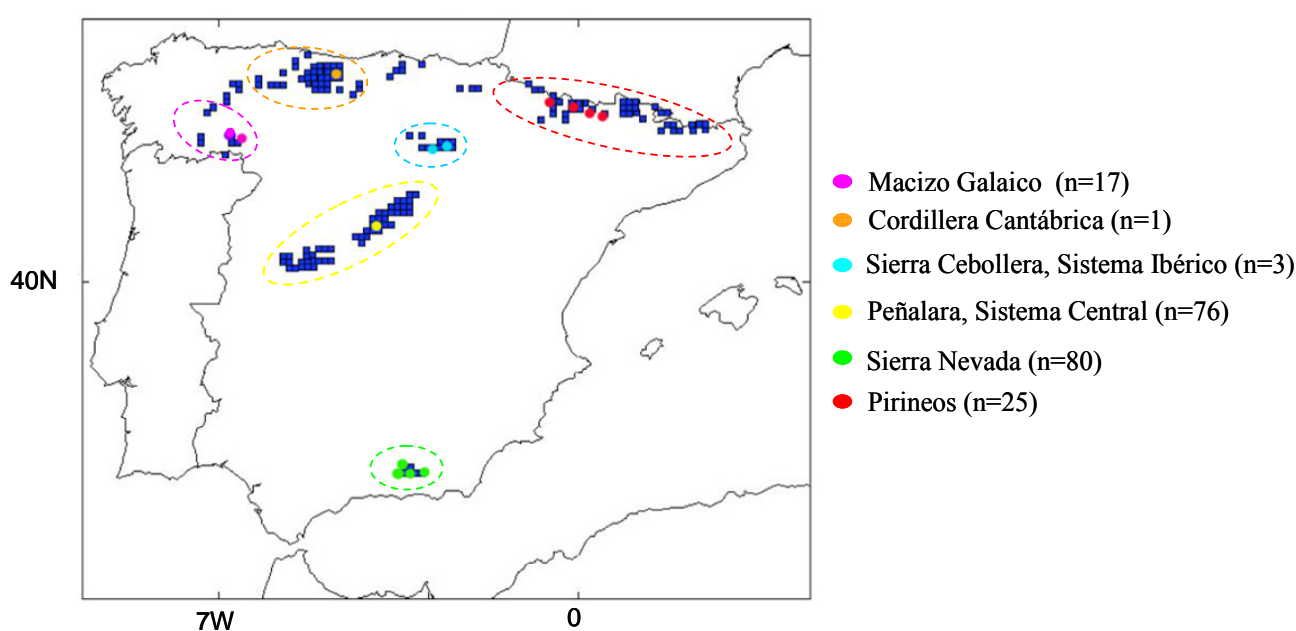 Macizo Galaico (n=17)
Cordillera Cantábrica (n=1)
Sierra Cebollera, Sistema Ibérico (n=3)
40N
Peñalara, Sistema Central (n=76)
Sierra Nevada (n=80)
Pirineos (n=25)
7W
0